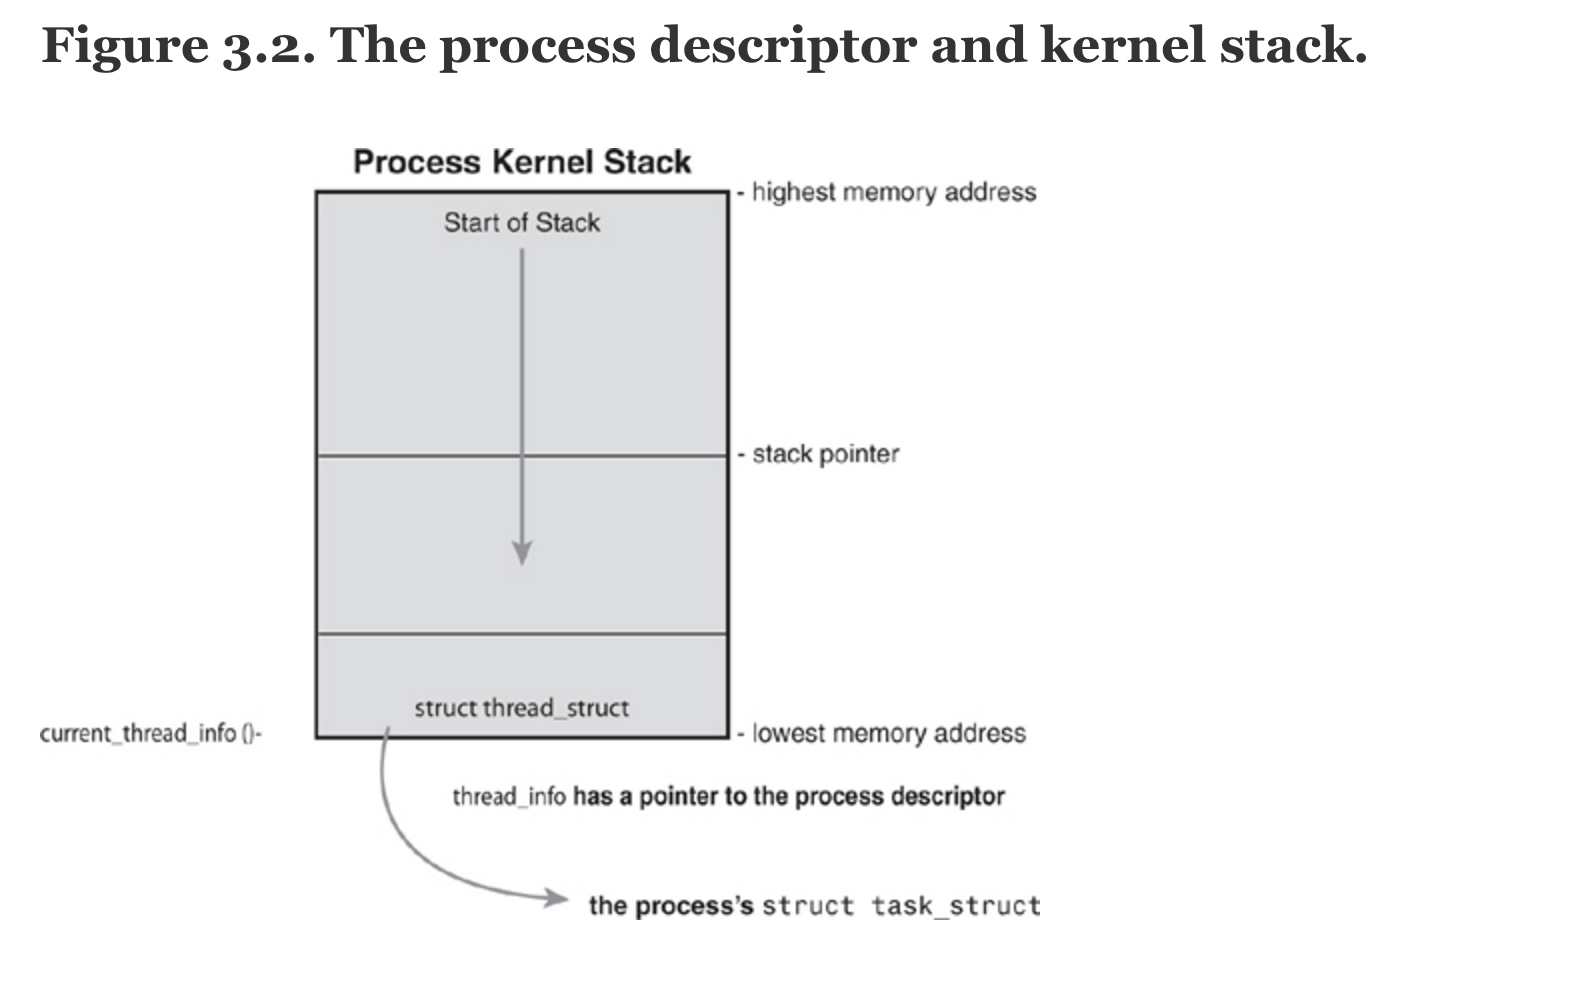 Figure 3.2. The process descriptor and kernel stack.
Process Kernel Stack
- highest memory address
Start of Stack
- stack pointer
struct thread_struct
current_thread_info ()-
- lowest memory address
thread_info has a pointer to the process descriptor
the process's struct task_struct